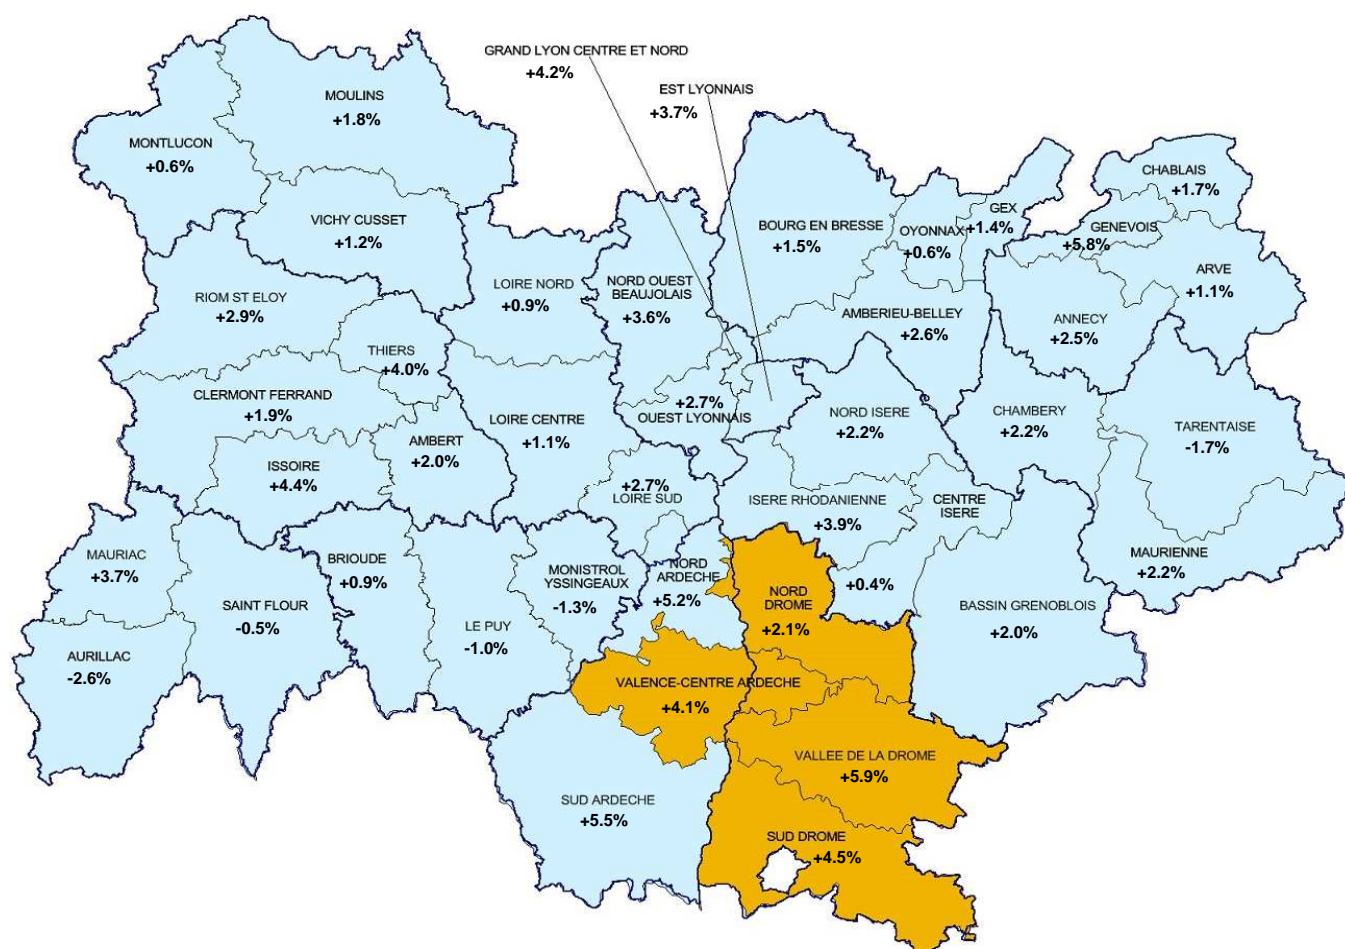 GRAND LYON CENTRE ET NORD
+4.2%
EST LYONNAIS
+3.7%
MOULINS
+1.8%
MONTLUCON
+0.6%
VICHY CUSSET
+1.2%
BOURG EN BRESSE
+1.5%
OYONNAX
+0.6%
GEX
+1.4%
CHABLAIS
+1.7%
GENEVOIS
+5.8%
ARVE
+1.1%
RIOM ST ELOY
+2.9%
LOIRE NORD
+0.9%
NORD OUEST
BEAUJOLAIS
+3.6%
AMBERIEU-BELLEY
+2.6%
ANNECY
+2.5%
THIERS
+4.0%
CLERMONT FERRAND
+1.9%
LOIRE CENTRE
+1.1%
+2.7%
OUEST LYONNAIS
NORD ISERE
+2.2%
CHAMBERY
+2.2%
TARENTAISE
-1.7%
AMBERT
+2.0%
ISSOIRE
+4.4%
+2.7%
LOIRE SUD
ISERE RHODANIENNE
+3.9%
CENTRE
ISERE
+0.4%
MAURIENNE
+2.2%
MAURIAC
+3.7%
BRIOUDE
+0.9%
MONISTROL
YSSINGEAUX
-1.3%
NORD
ARDECHE
+5.2%
NORD
DROME
+2.1%
BASSIN GRENOBLOIS
+2.0%
SAINT FLOUR
-0.5%
LE PUY
-1.0%
AURILLAC
-2.6%
VALENCE-CENTRE ARDECHE
+4.1%
VALLEE DE LA DROME
+5.9%
SUD ARDECHE
+5.5%
SUD DROME
+4.5%